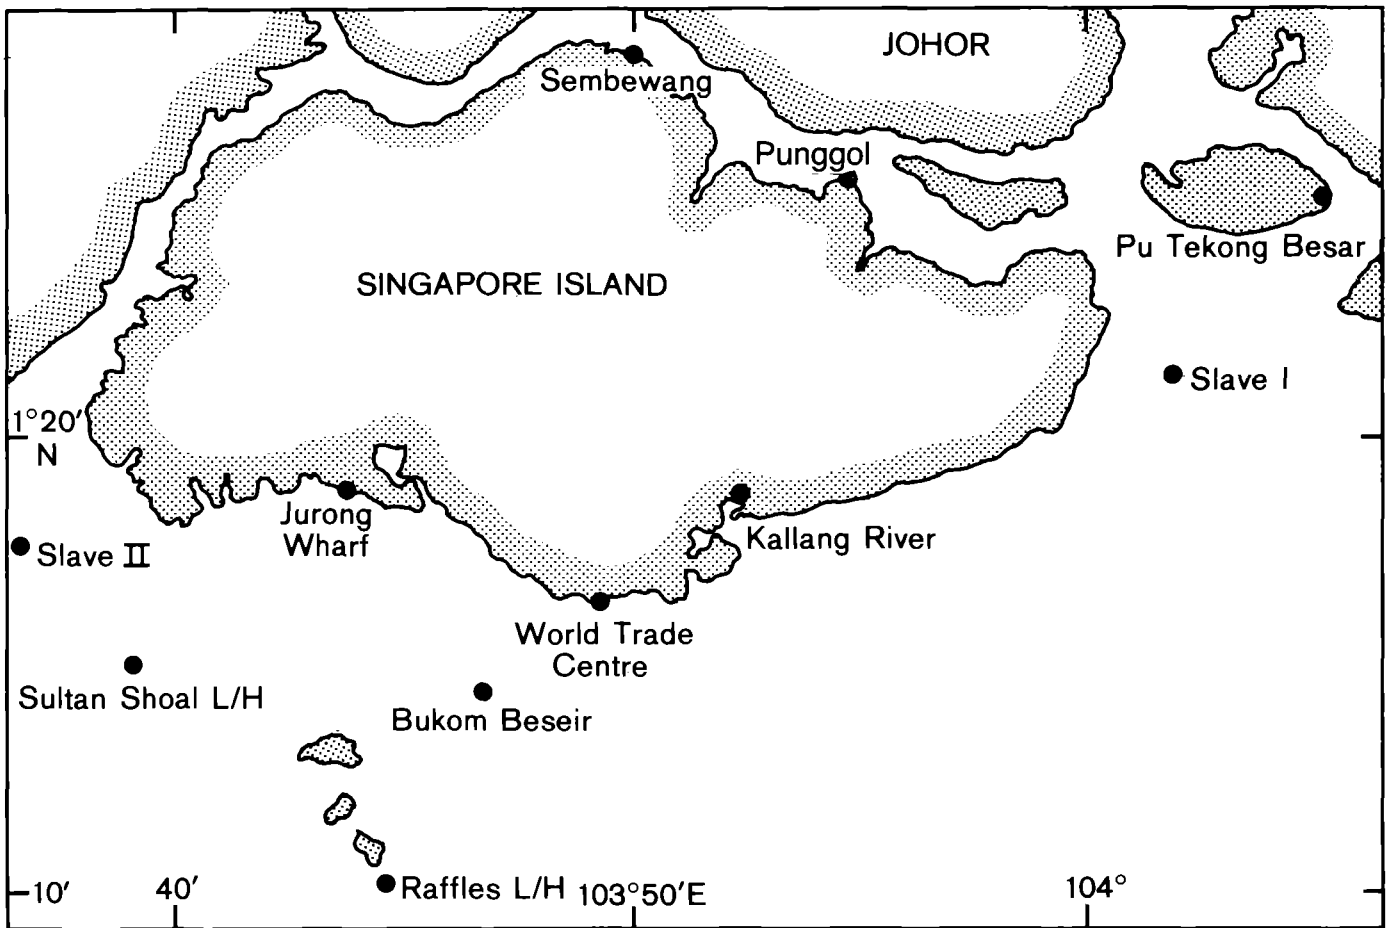 JOHOR
Sembewang
Punggol
Pu Tekong Besar
SINGAPORE ISLAND
Slave I
1°20'
N
Jurong
Wharf
Kallang River
Slave II
World Trade
Centre
Sultan Shoal L/H
Bukom Beseir
10'
40'
Raffles L/H
103°50'E
104°